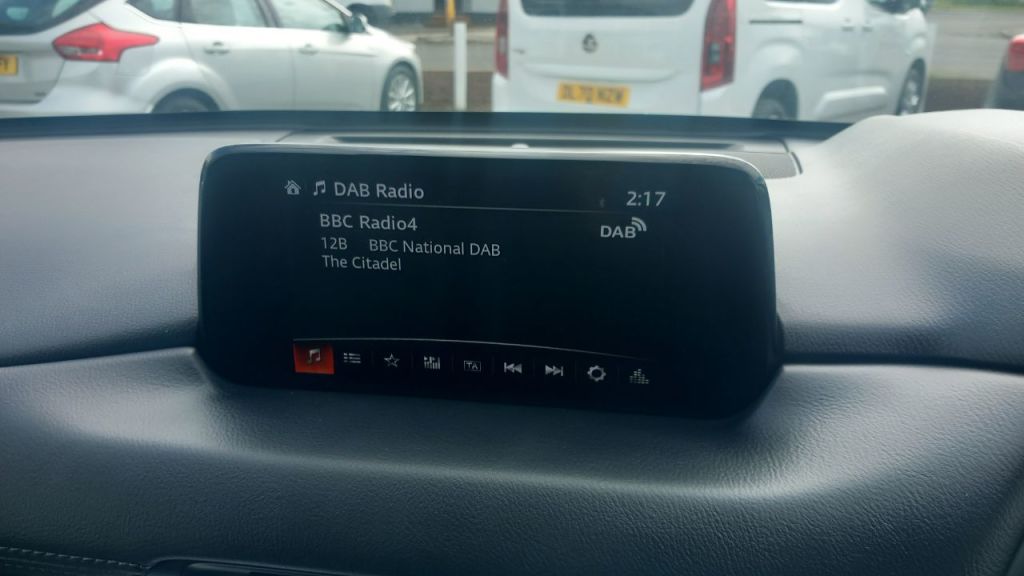 DL70 NZW
DAB Radio 2:17
BBC Radio4 DAB
12B BBC National DAB
The Citadel
TA